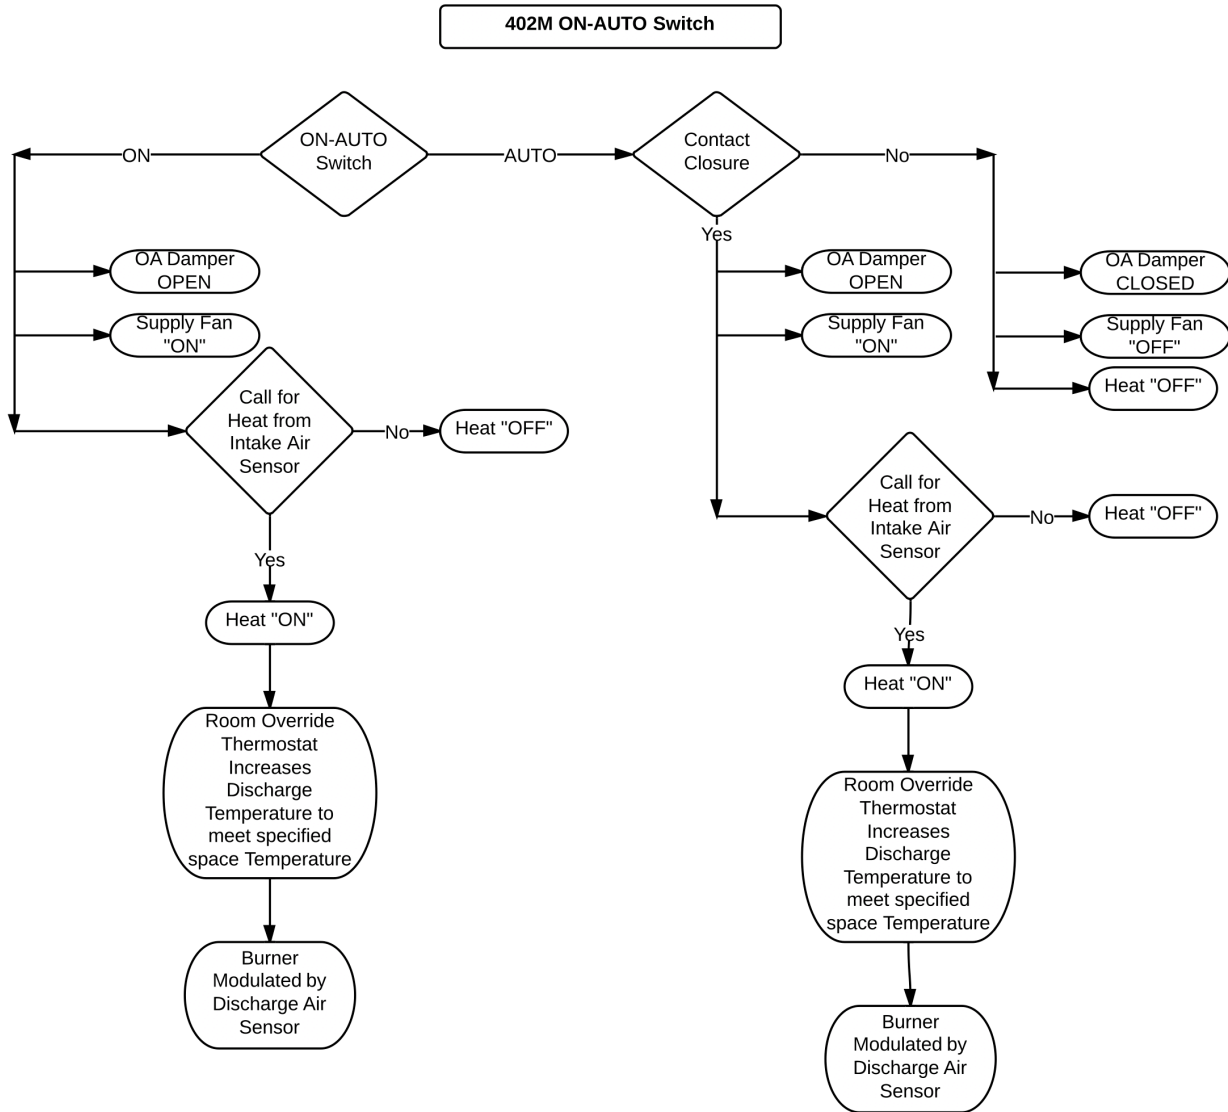 402M ON-AUTO Switch
ON-AUTO
Switch
Contact
Closure
ON
AUTO
No
Yes
OA Damper
OPEN
OA Damper
OPEN
OA Damper
CLOSED
Supply Fan
"ON"
Supply Fan
"ON"
Supply Fan
"OFF"
Heat "OFF"
Call for
Heat from
Intake Air
Sensor
No
Heat "OFF"
Call for
Heat from
Intake Air
Sensor
No
Heat "OFF"
Yes
Heat "ON"
Yes
Heat "ON"
Room Override
Thermostat
Increases
Discharge
Temperature to
meet specified
space Temperature
Room Override
Thermostat
Increases
Discharge
Temperature to
meet specified
space Temperature
Burner
Modulated by
Discharge Air
Sensor
Burner
Modulated by
Discharge Air
Sensor